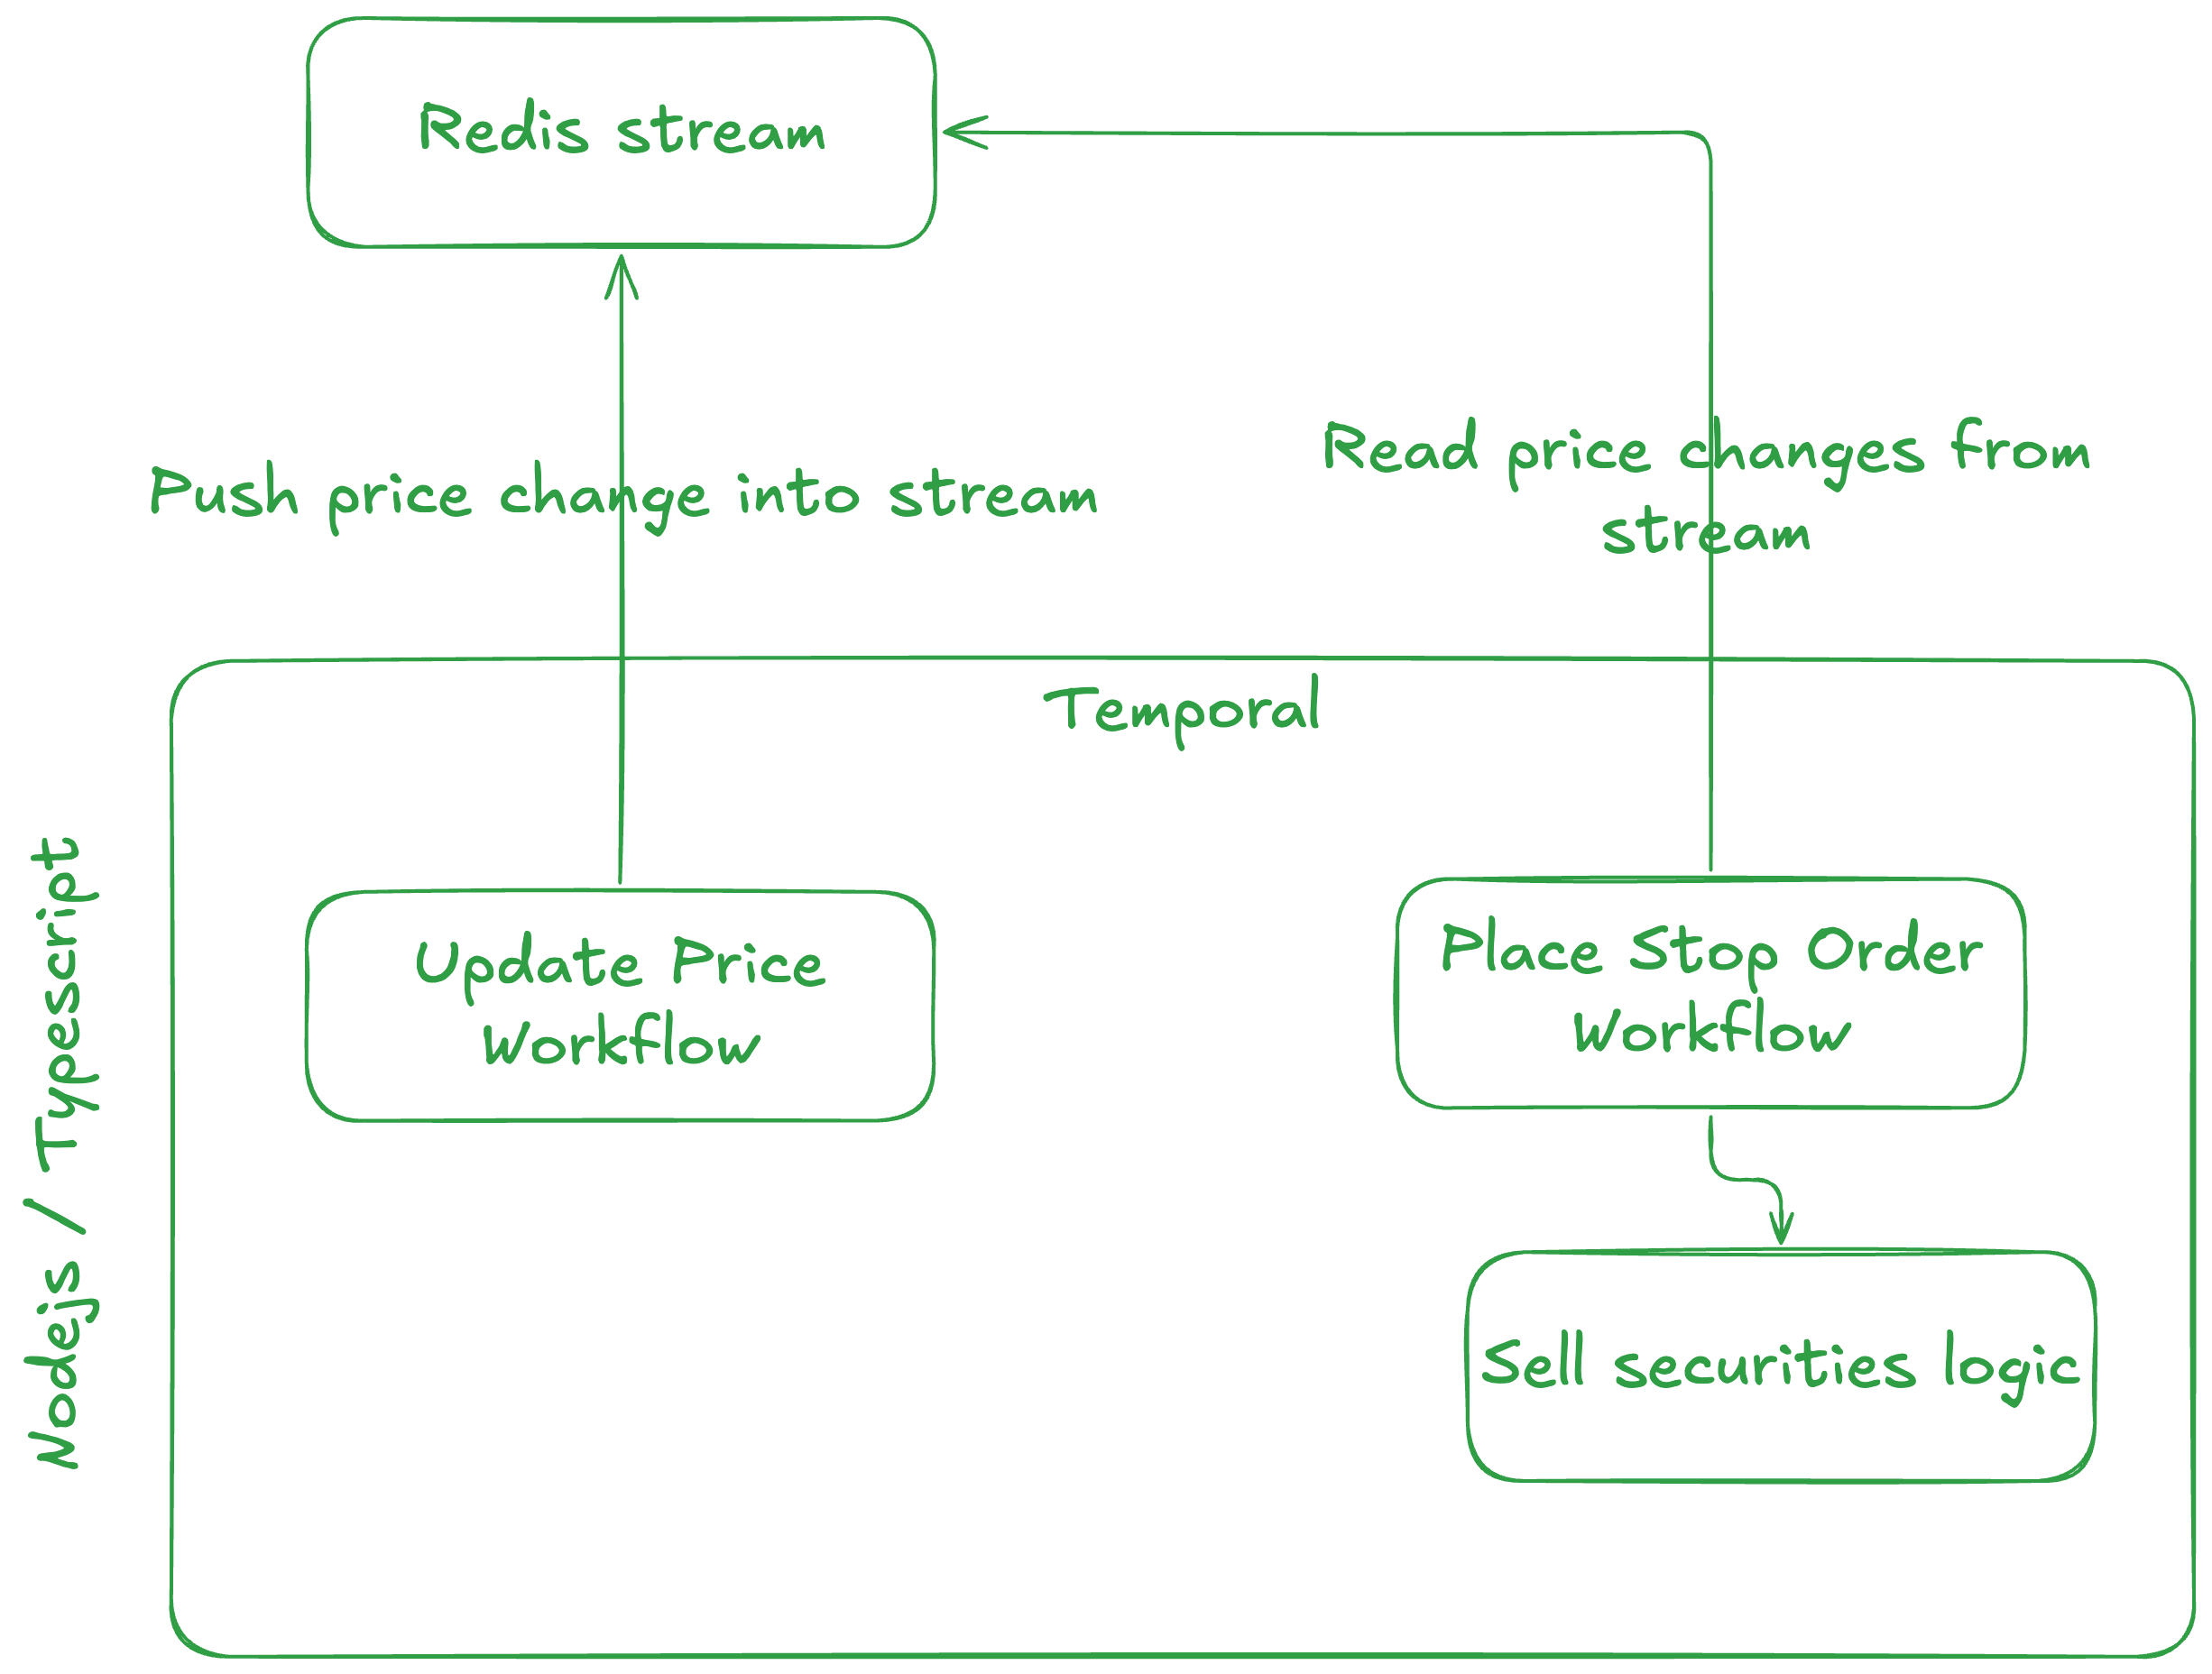 Redis stream
Push price change into stream
Read price changes from
stream
Temporal
Nodejs / Typescript
Update Price
Workflow
Place Stop Order
Workflow
Sell securities logic